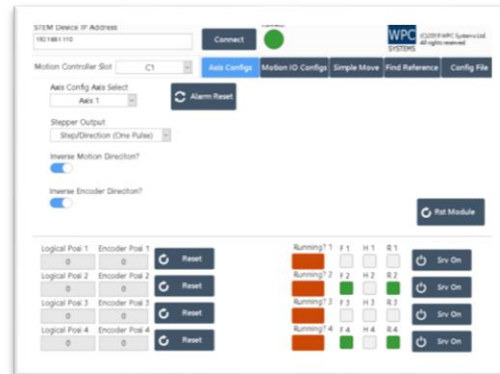 STEM Device IP Address
192.168.1.110
Connect
WPC
SYSTEMS
(C)2019 WPC Systems Ltd.
All rights reserved.
Motion Controller Slot C1
Axis Configs Motion IO Configs Simple Move Find Reference Config File
Axis Config Axis Select
Axis 1
Alarm Reset
Stepper Output
Step/Direction (One Pulse)
Inverse Motion Direciton?
Inverse Encoder Direciton?
Rst Module
Logical Posi 1 Encoder Posi 1 Running? 1 F 1 H 1 R 1
0 0 Reset Srv On
Logical Posi 2 Encoder Posi 2 Running? 2 F 2 H 2 R 2
0 0 Reset Srv On
Logical Posi 3 Encoder Posi 3 Running? 3 F 3 H 3 R 3
0 0 Reset Srv On
Logical Posi 4 Encoder Posi 4 Running? 4 F 4 H 4 R 4
0 0 Reset Srv On